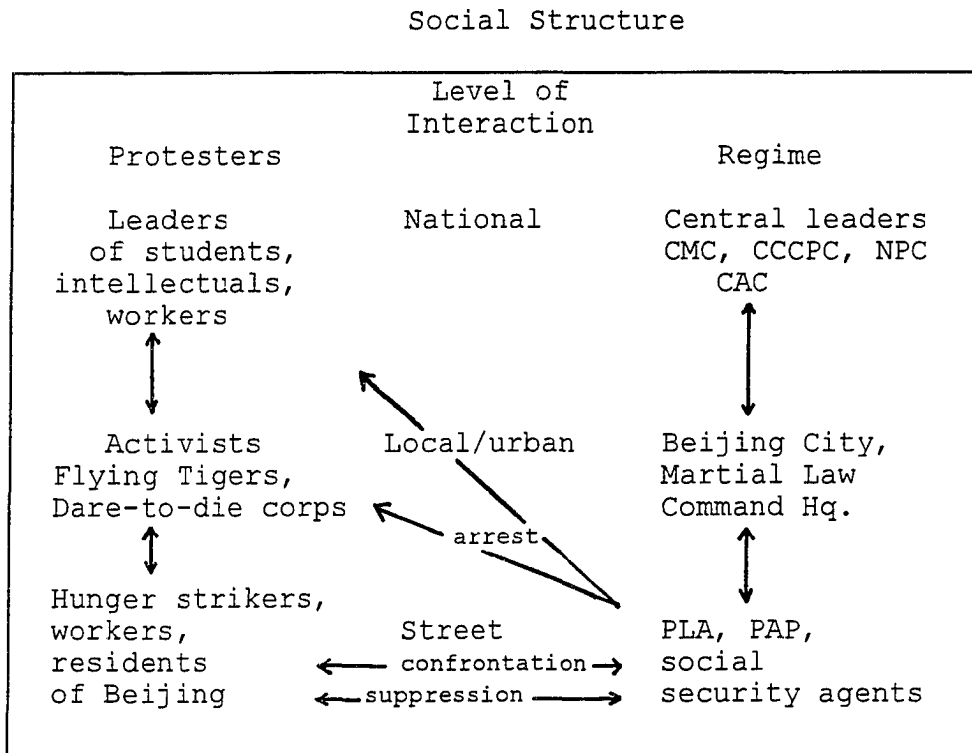 Social Structure
Level of
Interaction
Protesters Regime
Leaders National Central leaders
of students, CMC, CCCPC, NPC
intellectuals, CAC
workers
Activists Local/urban Beijing City,
Flying Tigers, Martial Law
Dare-to-die corps Command Hq.
arrest
Hunger strikers,
workers, Street PLA, PAP,
residents confrontation social
of Beijing suppression security agents